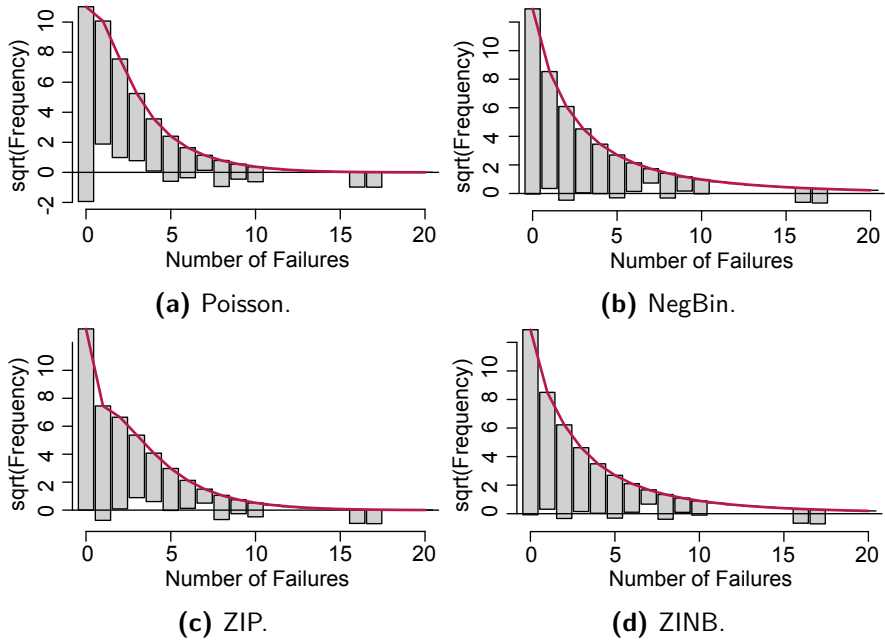 sqrt(Frequency)
10
8
6
4
2
0
-2
0 5 10 15 20
Number of Failures
(a) Poisson.
sqrt(Frequency)
12
10
8
6
4
2
0
0 5 10 15 20
Number of Failures
(b) NegBin.
sqrt(Frequency)
10
8
6
4
2
0
0 5 10 15 20
Number of Failures
(c) ZIP.
sqrt(Frequency)
10
8
6
4
2
0
0 5 10 15 20
Number of Failures
(d) ZINB.